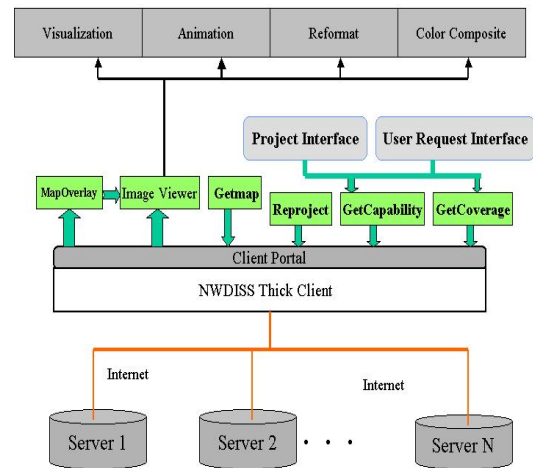 Visualization Animation Reformat Color Composite
Project Interface User Request Interface
MapOverlay Image Viewer Getmap
Reproject GetCapability GetCoverage
Client Portal
NWDISS Thick Client
Internet Internet
Server 1 Server 2 . . . Server N